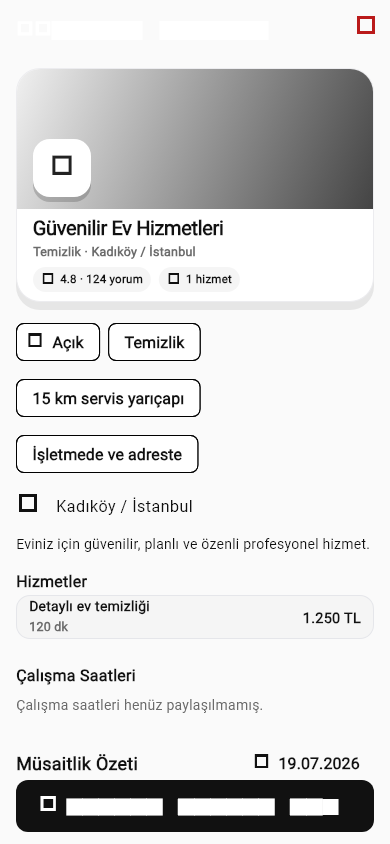 Güvenilir Ev Hizmetleri
Temizlik · Kadıköy / İstanbul
4.8 · 124 yorum 1 hizmet
Açık Temizlik
15 km servis yarıçapı
İşletmede ve adreste
Kadıköy / İstanbul
Eviniz için güvenilir, planlı ve özenli profesyonel hizmet.
Hizmetler
Detaylı ev temizliği
120 dk 1.250 TL
Çalışma Saatleri
Çalışma saatleri henüz paylaşılmamış.
Müsaitlik Özeti 19.07.2026